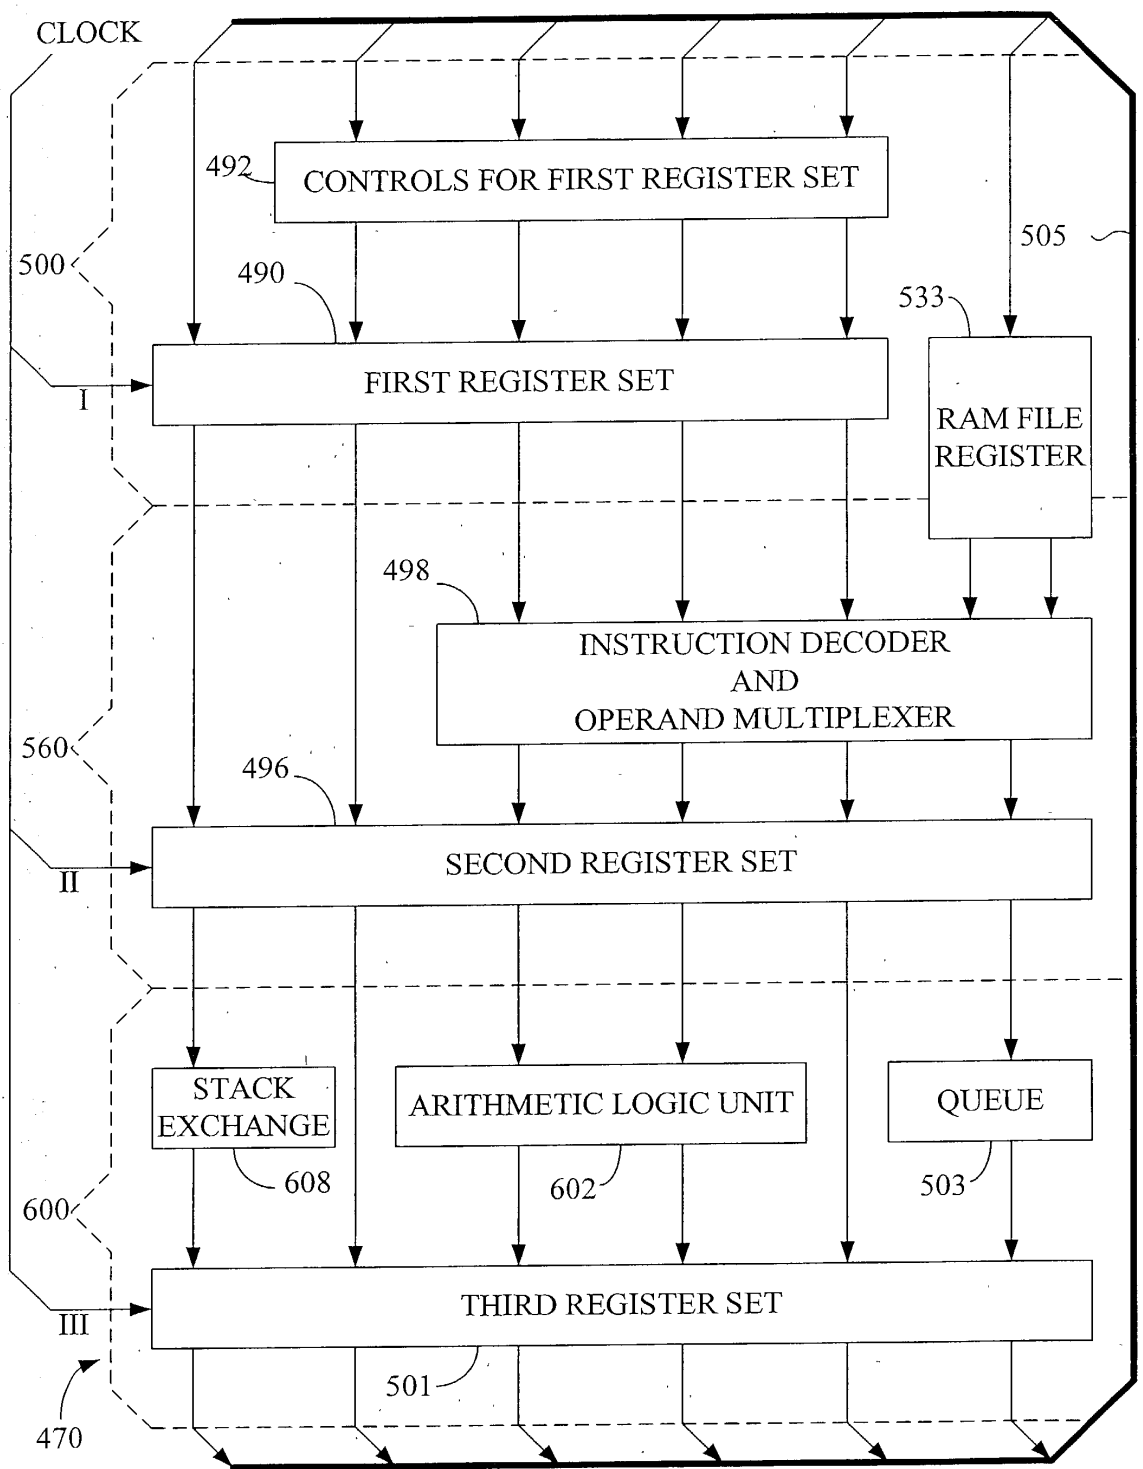 CLOCK
492
CONTROLS FOR FIRST REGISTER SET
505
500
490
533
FIRST REGISTER SET
I
RAM FILE
REGISTER
498
INSTRUCTION DECODER
AND
OPERAND MULTIPLEXER
560
496
SECOND REGISTER SET
II
STACK
EXCHANGE
ARITHMETIC LOGIC UNIT
QUEUE
608
602
503
600
THIRD REGISTER SET
III
501
470